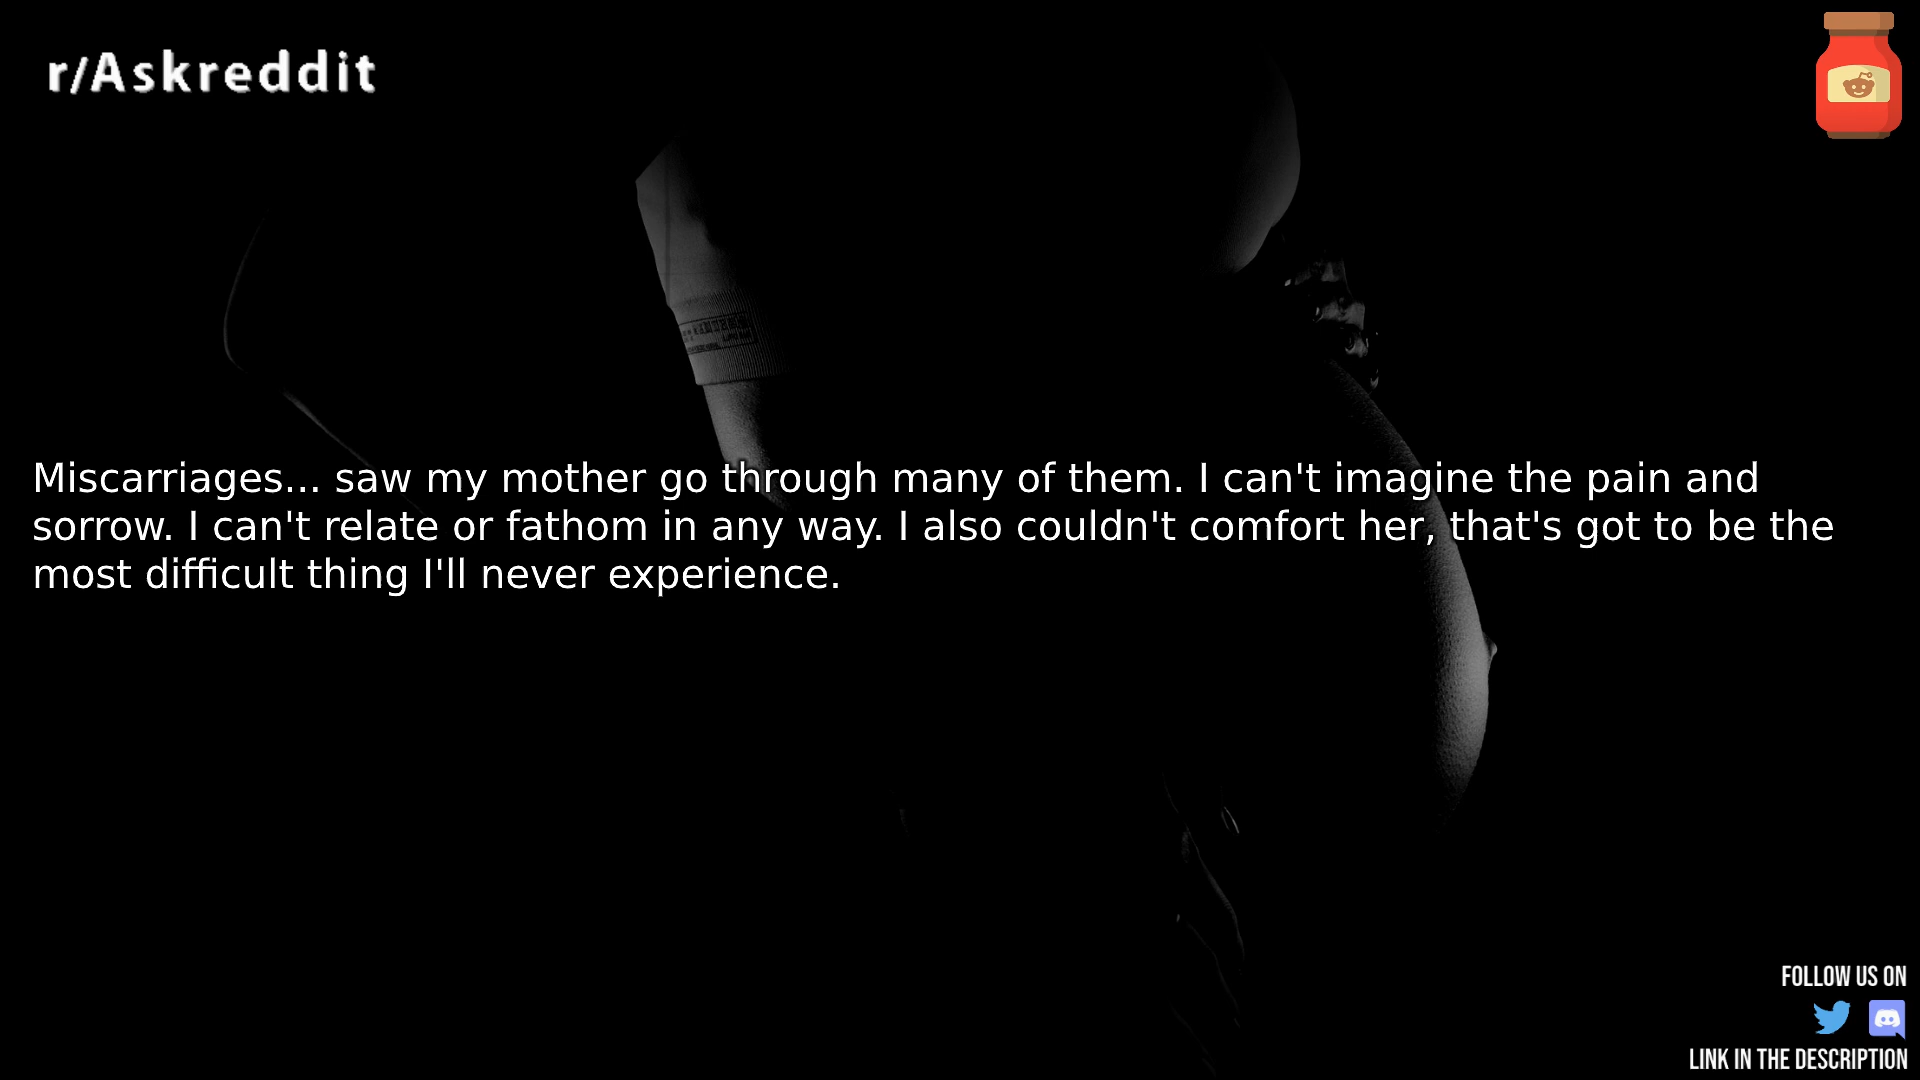 r/Askreddit
Miscarriages... saw my mother go through many of them. I can't imagine the pain and
sorrow. I can't relate or fathom in any way. I also couldn't comfort her, that's got to be the
most difficult thing I'll never experience.
FOLLOW US ON
LINK IN THE DESCRIPTION